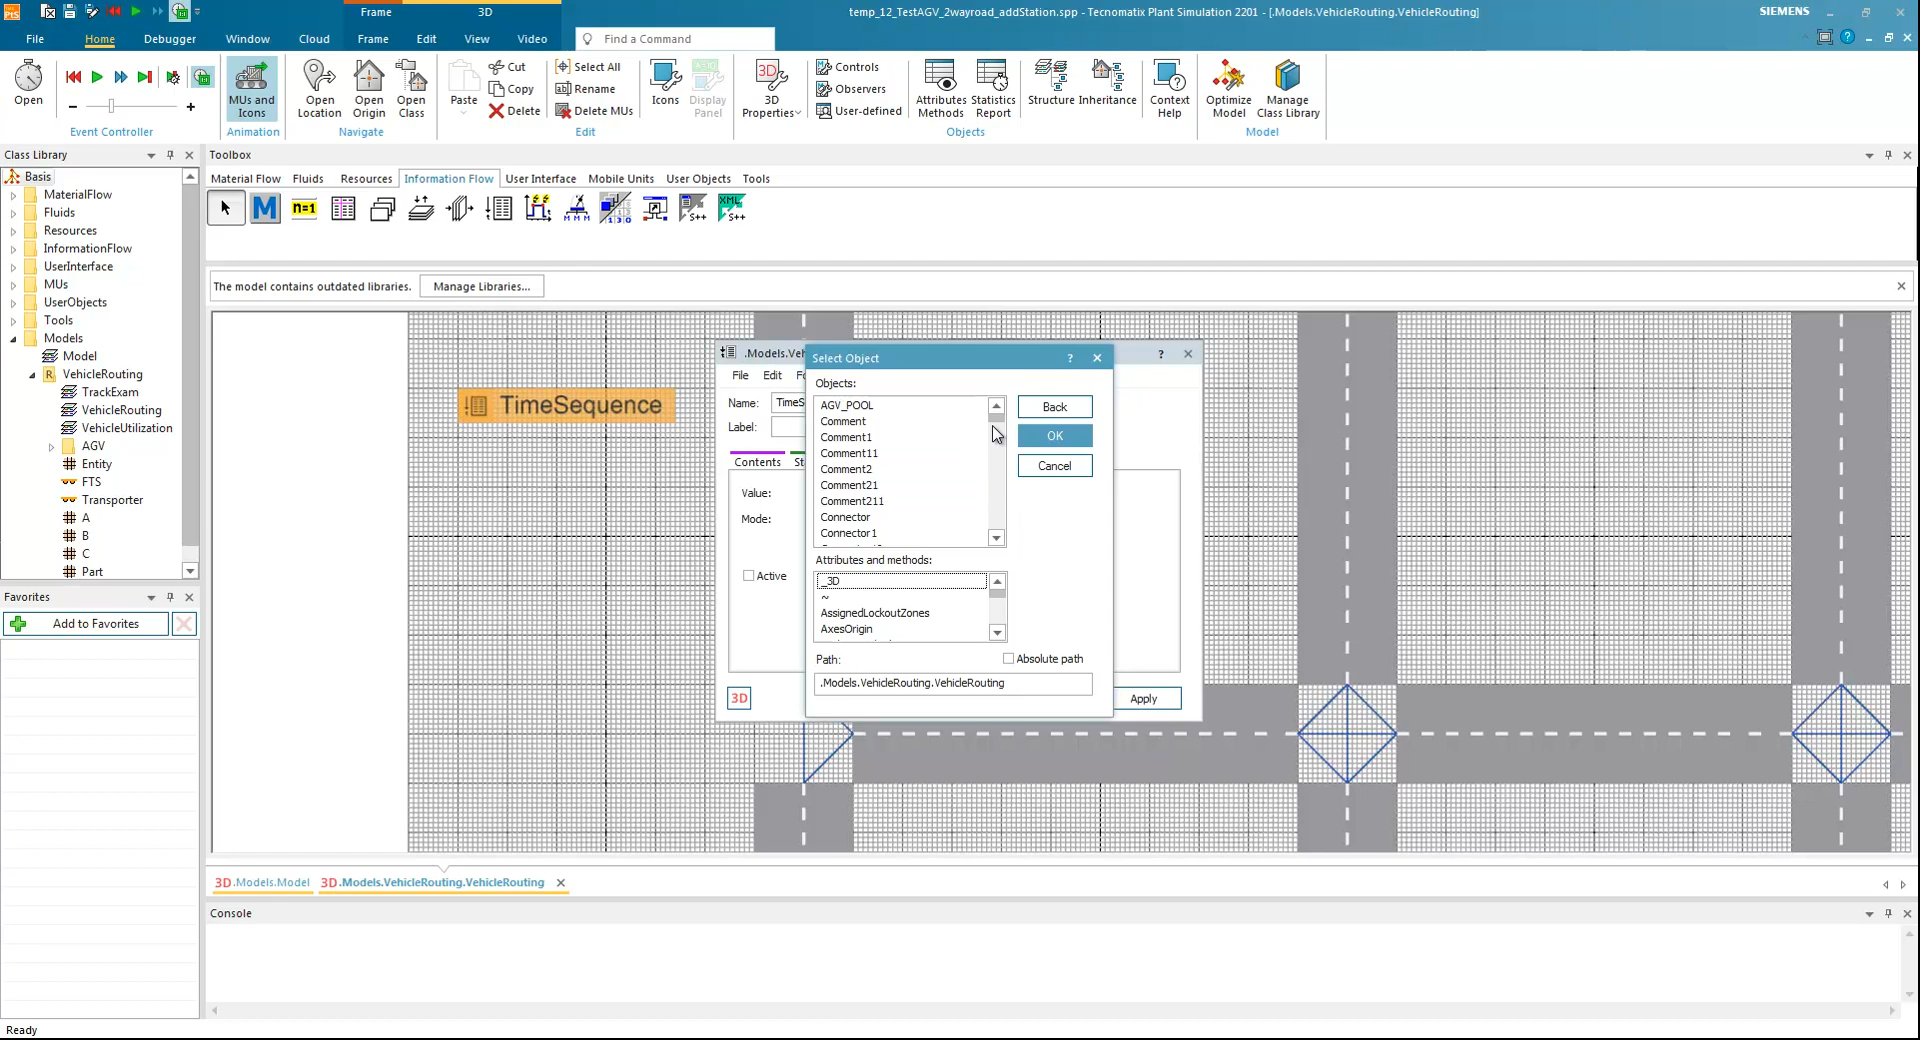 Frame
3D
temp_12_TestAGV_2wayroad_addStation.spp - Tecnomatix Plant Simulation 2201 - [.Models.VehicleRouting.VehicleRouting]
SIEMENS
File
Home
Debugger
Window
Cloud
Frame
Edit
View
Video
Find a Command
Open
Event Controller
MUs and Icons
Animation
Open Location
Open Origin
Open Class
Navigate
Paste
Cut
Copy
Delete
Select All
Rename
Delete MUs
Edit
Icons
Display Panel
3D Properties
Controls
Observers
User-defined
Attributes Methods
Statistics Report
Structure
Inheritance
Objects
Context Help
Optimize Model
Manage Class Library
Model
Class Library
Basis
MaterialFlow
Fluids
Resources
InformationFlow
UserInterface
MUs
UserObjects
Tools
Models
Model
VehicleRouting
TrackExam
VehicleRouting
VehicleUtilization
AGV
Entity
FTS
Transporter
A
B
C
Part
Favorites
Add to Favorites
Toolbox
Material Flow
Fluids
Resources
Information Flow
User Interface
Mobile Units
User Objects
Tools
M
n=1
S++
XML
S++
The model contains outdated libraries.
Manage Libraries...
TimeSequence
.Models.Veh
File
Edit
Name:
TimeS
Label:
Contents
Value:
Mode:
Active
3D
Apply
Select Object
Objects:
AGV_POOL
Comment
Comment1
Comment11
Comment2
Comment21
Comment211
Connector
Connector1
Back
OK
Cancel
Attributes and methods:
_3D
~
AssignedLockoutZones
AxesOrigin
Path:
Absolute path
.Models.VehicleRouting.VehicleRouting
3D .Models.Model
3D .Models.VehicleRouting.VehicleRouting
Console
Ready